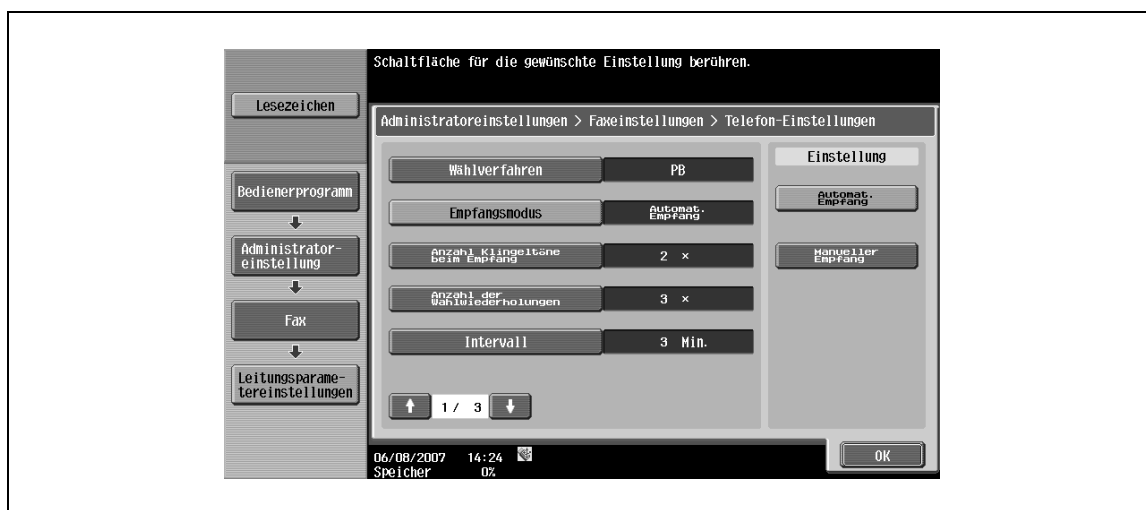 Schaltfläche für die gewünschte Einstellung berühren.
Lesezeichen
Administratoreinstellungen > Faxeinstellungen > Telefon-Einstellungen
Bedienerprogramm
Administrator-
einstellung
Fax
Leitungsparame-
tereinstellungen
Wählverfahren PB
Empfangsmodus Automat.
Empfang
Anzahl Klingeltöne
beim Empfang 2 ×
Anzahl der
Wahlwiederholungen 3 ×
Intervall 3 Min.
1 / 3
Einstellung
Automat.
Empfang
Manueller
Empfang
06/08/2007 14:24
Speicher 0%
OK